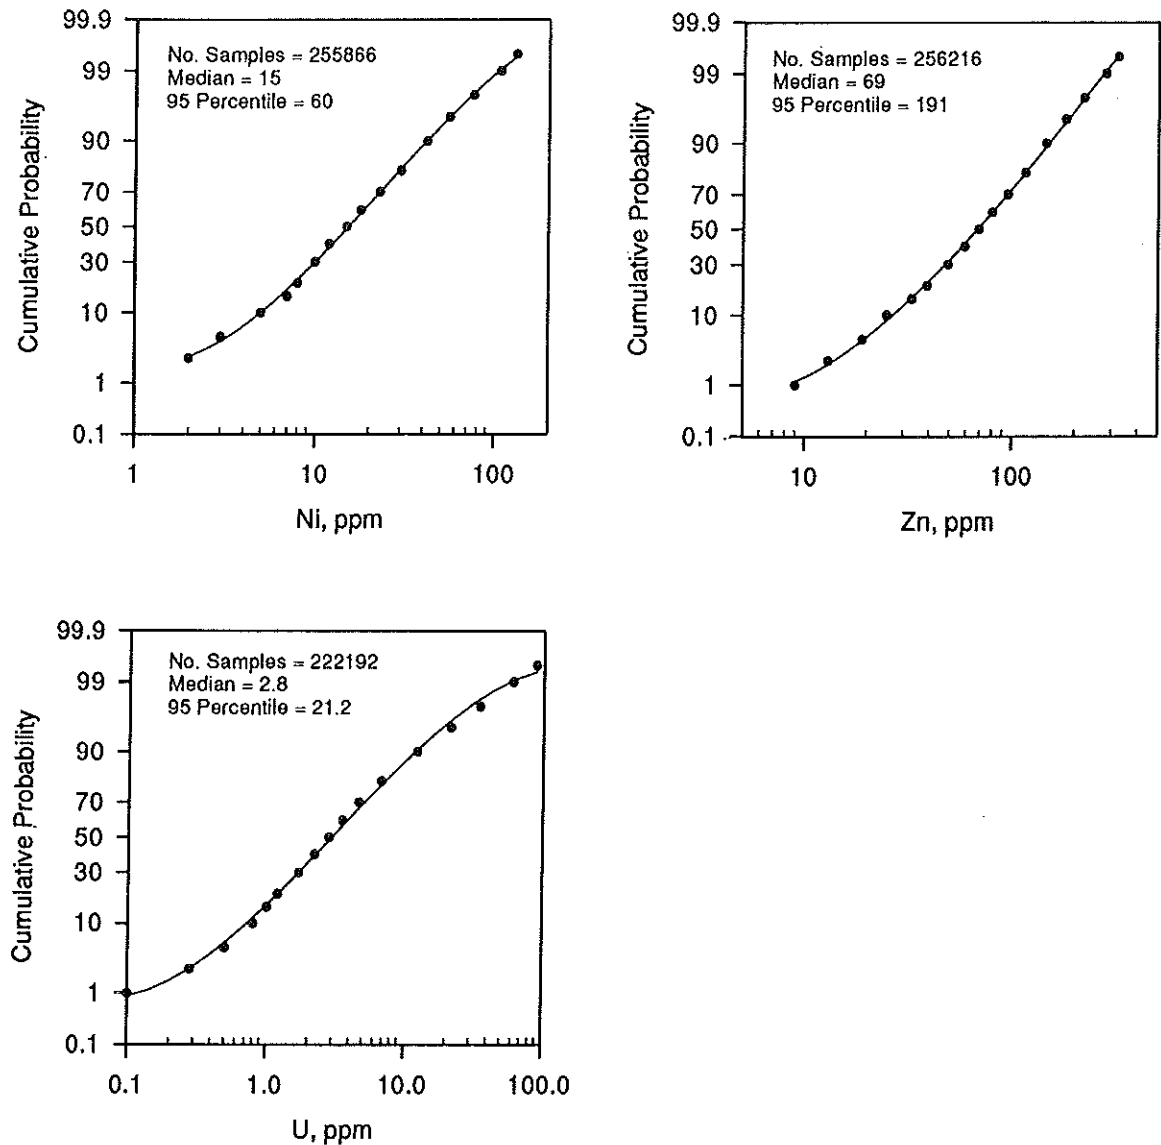 99.9
99
90
70
50
30
10
1
0.1
Cumulative Probability
No. Samples = 255866
Median = 15
95 Percentile = 60
1
10
100
Ni, ppm
99.9
99
90
70
50
30
10
1
0.1
Cumulative Probability
No. Samples = 256216
Median = 69
95 Percentile = 191
10
100
Zn, ppm
99.9
99
90
70
50
30
10
1
0.1
Cumulative Probability
No. Samples = 222192
Median = 2.8
95 Percentile = 21.2
0.1
1.0
10.0
100.0
U, ppm